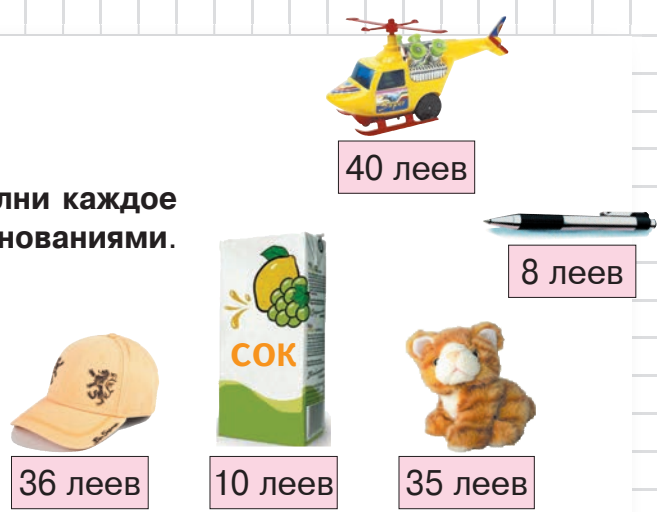 40 леев
лни каждое
нованиями.
8 леев
СОК
36 леев
10 леев
35 леев